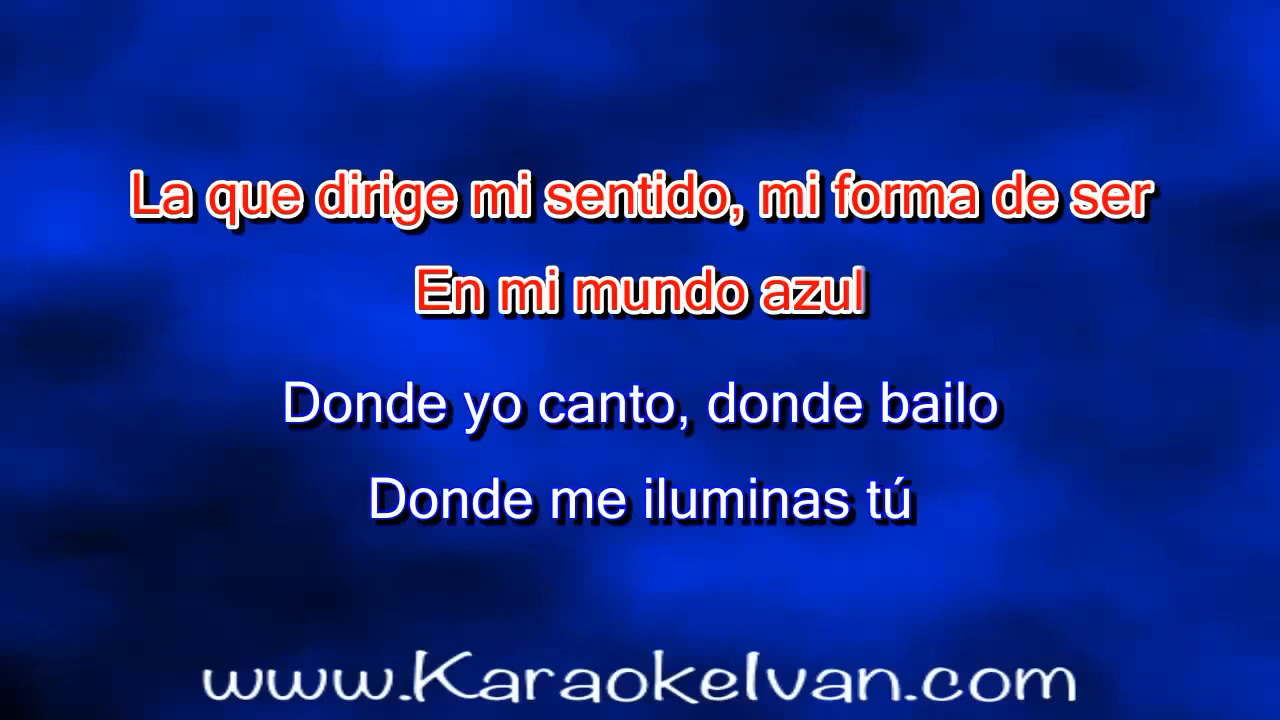 La que dirige mi sentido, mi forma de ser
En mi mundo azul
Donde yo canto, donde bailo
Donde me iluminas tú
www.KaraokeIvan.com